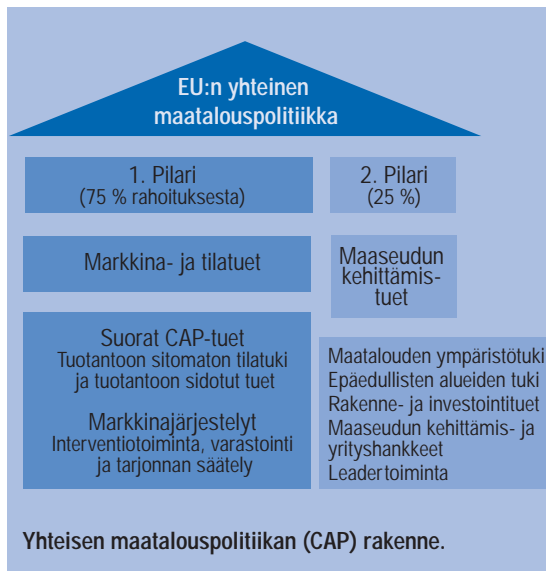 EU:n yhteinen
maatalouspolitiikka
1. Pilari
(75 % rahoituksesta)
2. Pilari
(25 %)
Markkina- ja tilatuet
Maaseudun
kehittämis-
tuet
Suorat CAP-tuet
Tuotantoon sitomaton tilatuki
ja tuotantoon sidotut tuet
Markkinajärjestelyt
Interventiotoiminta, varastointi
ja tarjonnan säätely
Maatalouden ympäristötuki
Epäedullisten alueiden tuki
Rakenne- ja investointituet
Maaseudun kehittämis- ja
yrityshankkeet
Leadertoiminta
Yhteisen maatalouspolitiikan (CAP) rakenne.